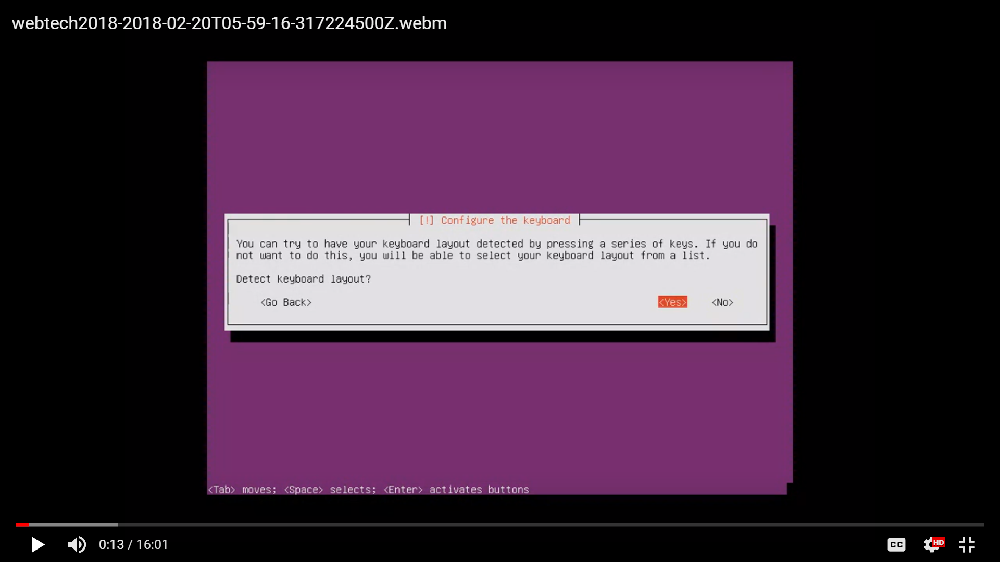 webtech2018-2018-02-20T05-59-16-317224500Z.webm
[!] Configure the keyboard
You can try to have your keyboard layout detected by pressing a series of keys. If you do
not want to do this, you will be able to select your keyboard layout from a list.
Detect keyboard layout?
<Go Back> <Yes> <No>
<Tab> moves; <Space> selects; <Enter> activates buttons
0:13 / 16:01 CC HD